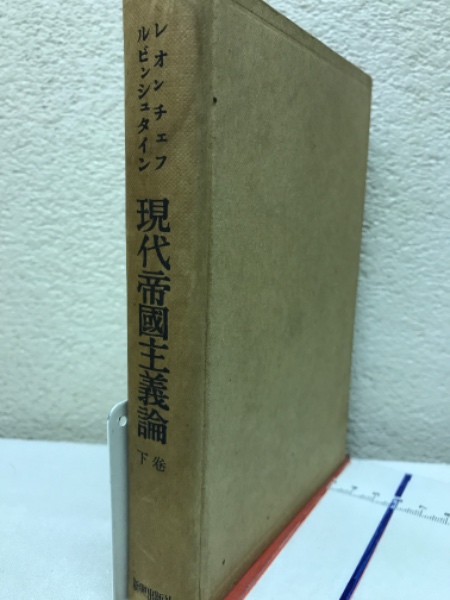 レオンチェフ
ルビンシュタイン
現代帝國主義論
下巻